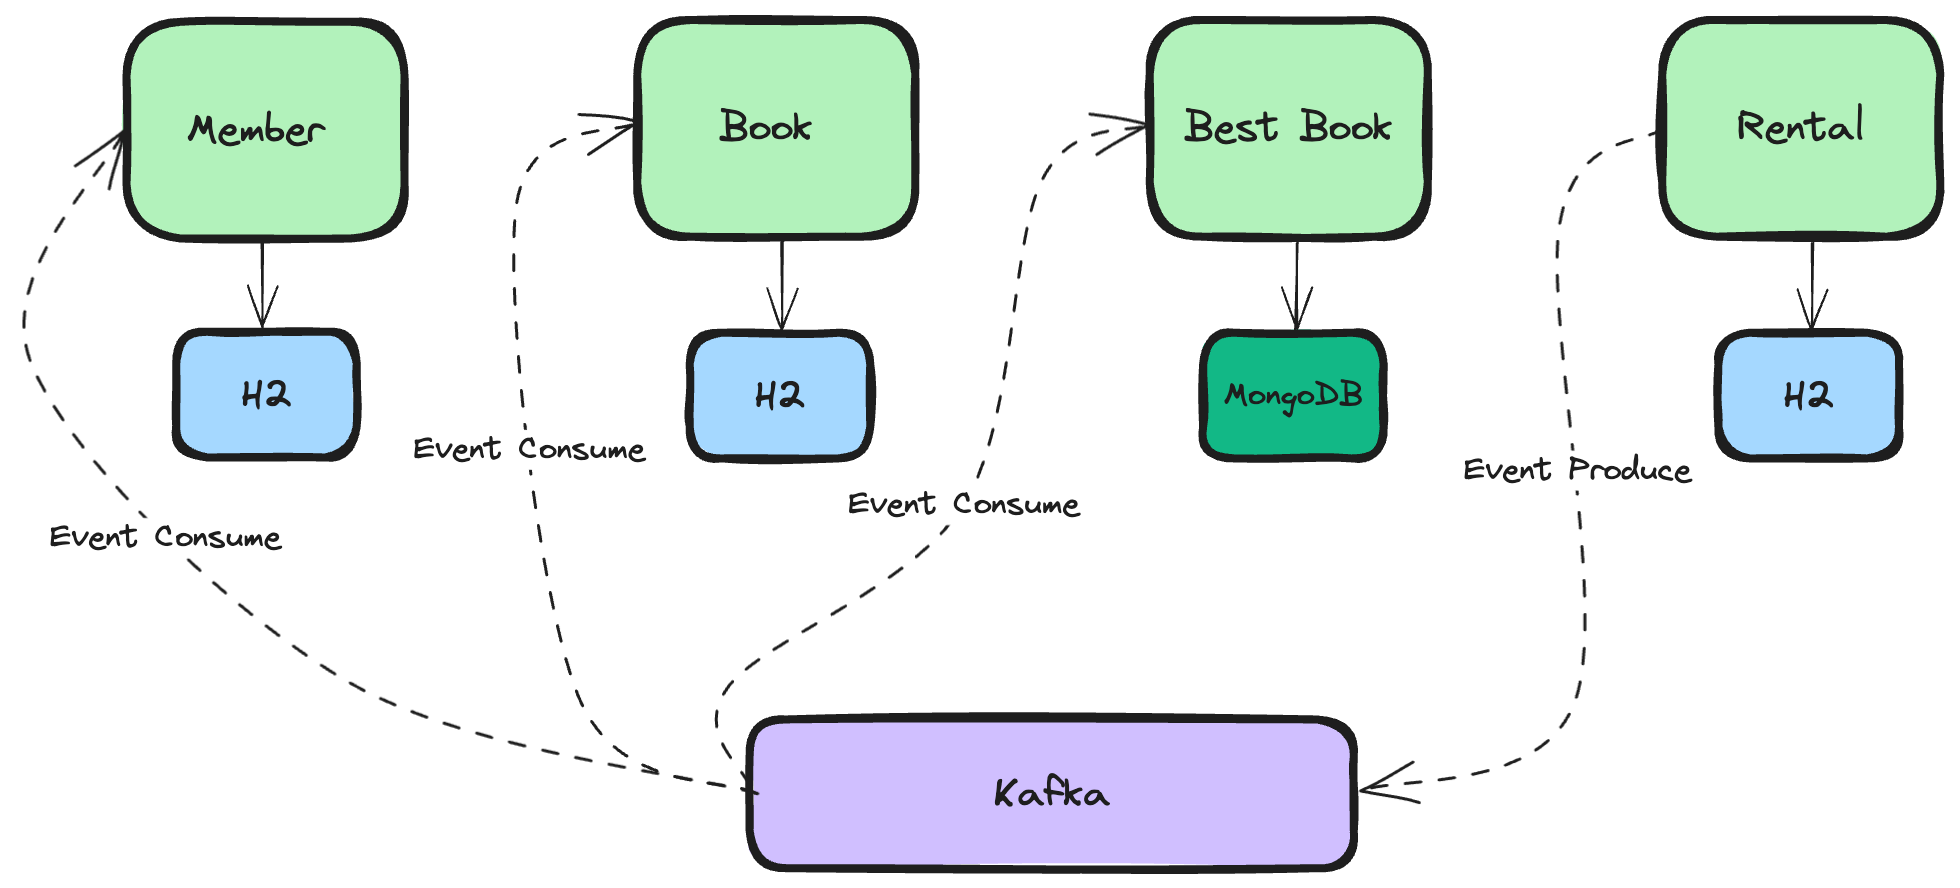 Member
Book
Best Book
Rental
H2
H2
MongoDB
H2
Event Consume
Event Consume
Event Consume
Event Produce
Kafka